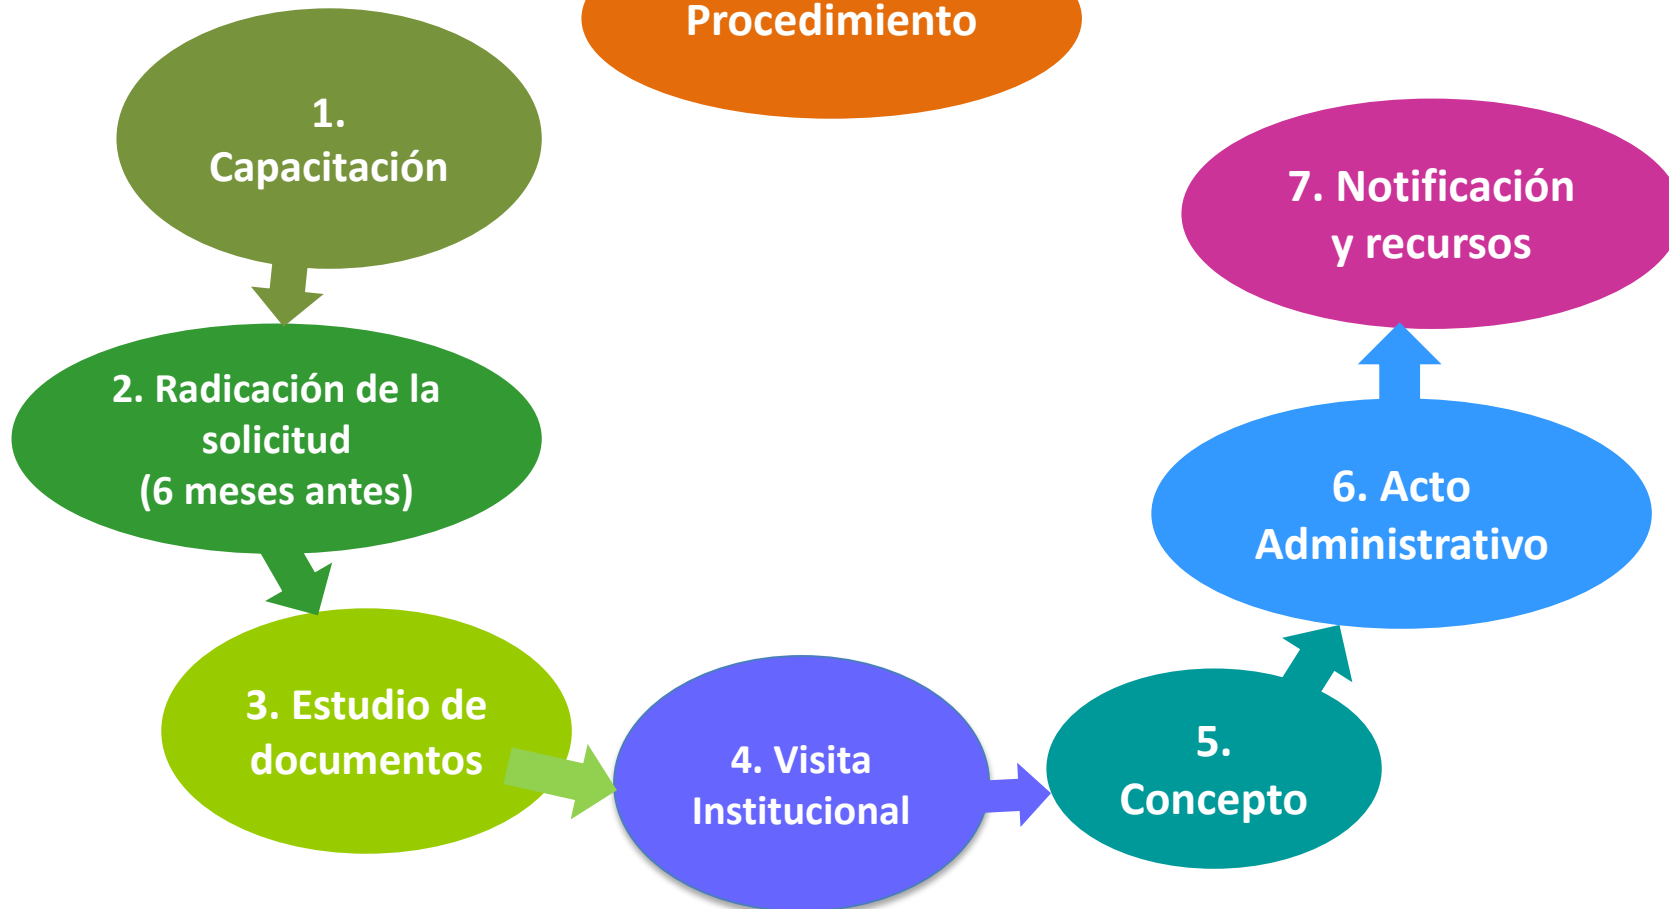 Procedimiento
1.
Capacitación
2. Radicación de la
solicitud
(6 meses antes)
3. Estudio de
documentos
4. Visita
Institucional
5.
Concepto
6. Acto
Administrativo
7. Notificación
y recursos